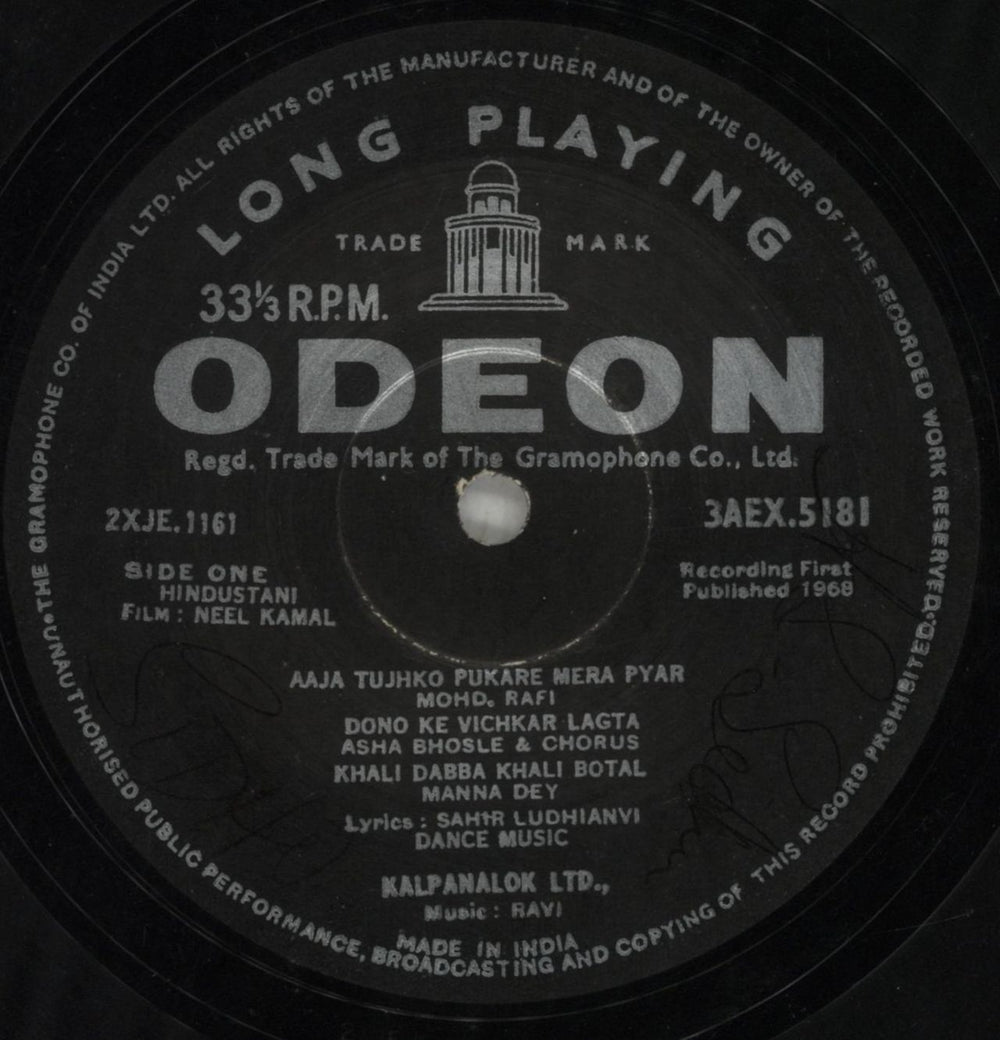 THE GRAMOPHONE CO. OF INDIA LTD. ALL RIGHTS OF THE MANUFACTURER AND OF THE OWNER OF THE RECORDED WORK RESERVED • UNAUTHORISED PUBLIC PERFORMANCE, BROADCASTING AND COPYING OF THIS RECORD PROHIBITED
LONG PLAYING
TRADE MARK
33⅓ R.P.M.
ODEON
Regd. Trade Mark of The Gramophone Co., Ltd.
2XJE.1161
3AEX.5181
SIDE ONE
Recording First
HINDUSTANI
Published 1968
FILM : NEEL KAMAL
AAJA TUJHKO PUKARE MERA PYAR
MOHD. RAFI
DONO KE VICHKAR LAGTA
ASHA BHOSLE & CHORUS
KHALI DABBA KHALI BOTAL
MANNA DEY
Lyrics : SAHIR LUDHIANVI
DANCE MUSIC
KALPANALOK LTD.,
Music : RAVI
MADE IN INDIA